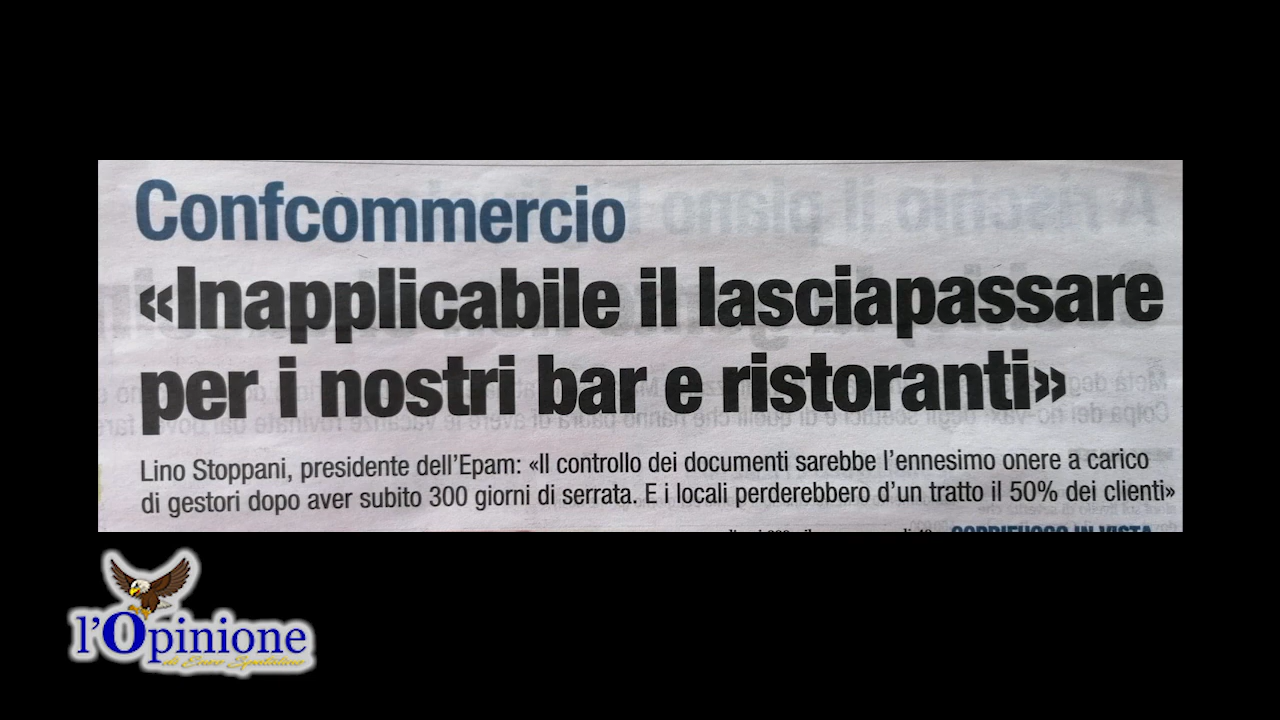 Confcommercio
«Inapplicabile il lasciapassare
per i nostri bar e ristoranti»
Lino Stoppani, presidente dell'Epam: «Il controllo dei documenti sarebbe l'ennesimo onere a carico
di gestori dopo aver subito 300 giorni di serrata. E i locali perderebbero d'un tratto il 50% dei clienti»
l'Opinione